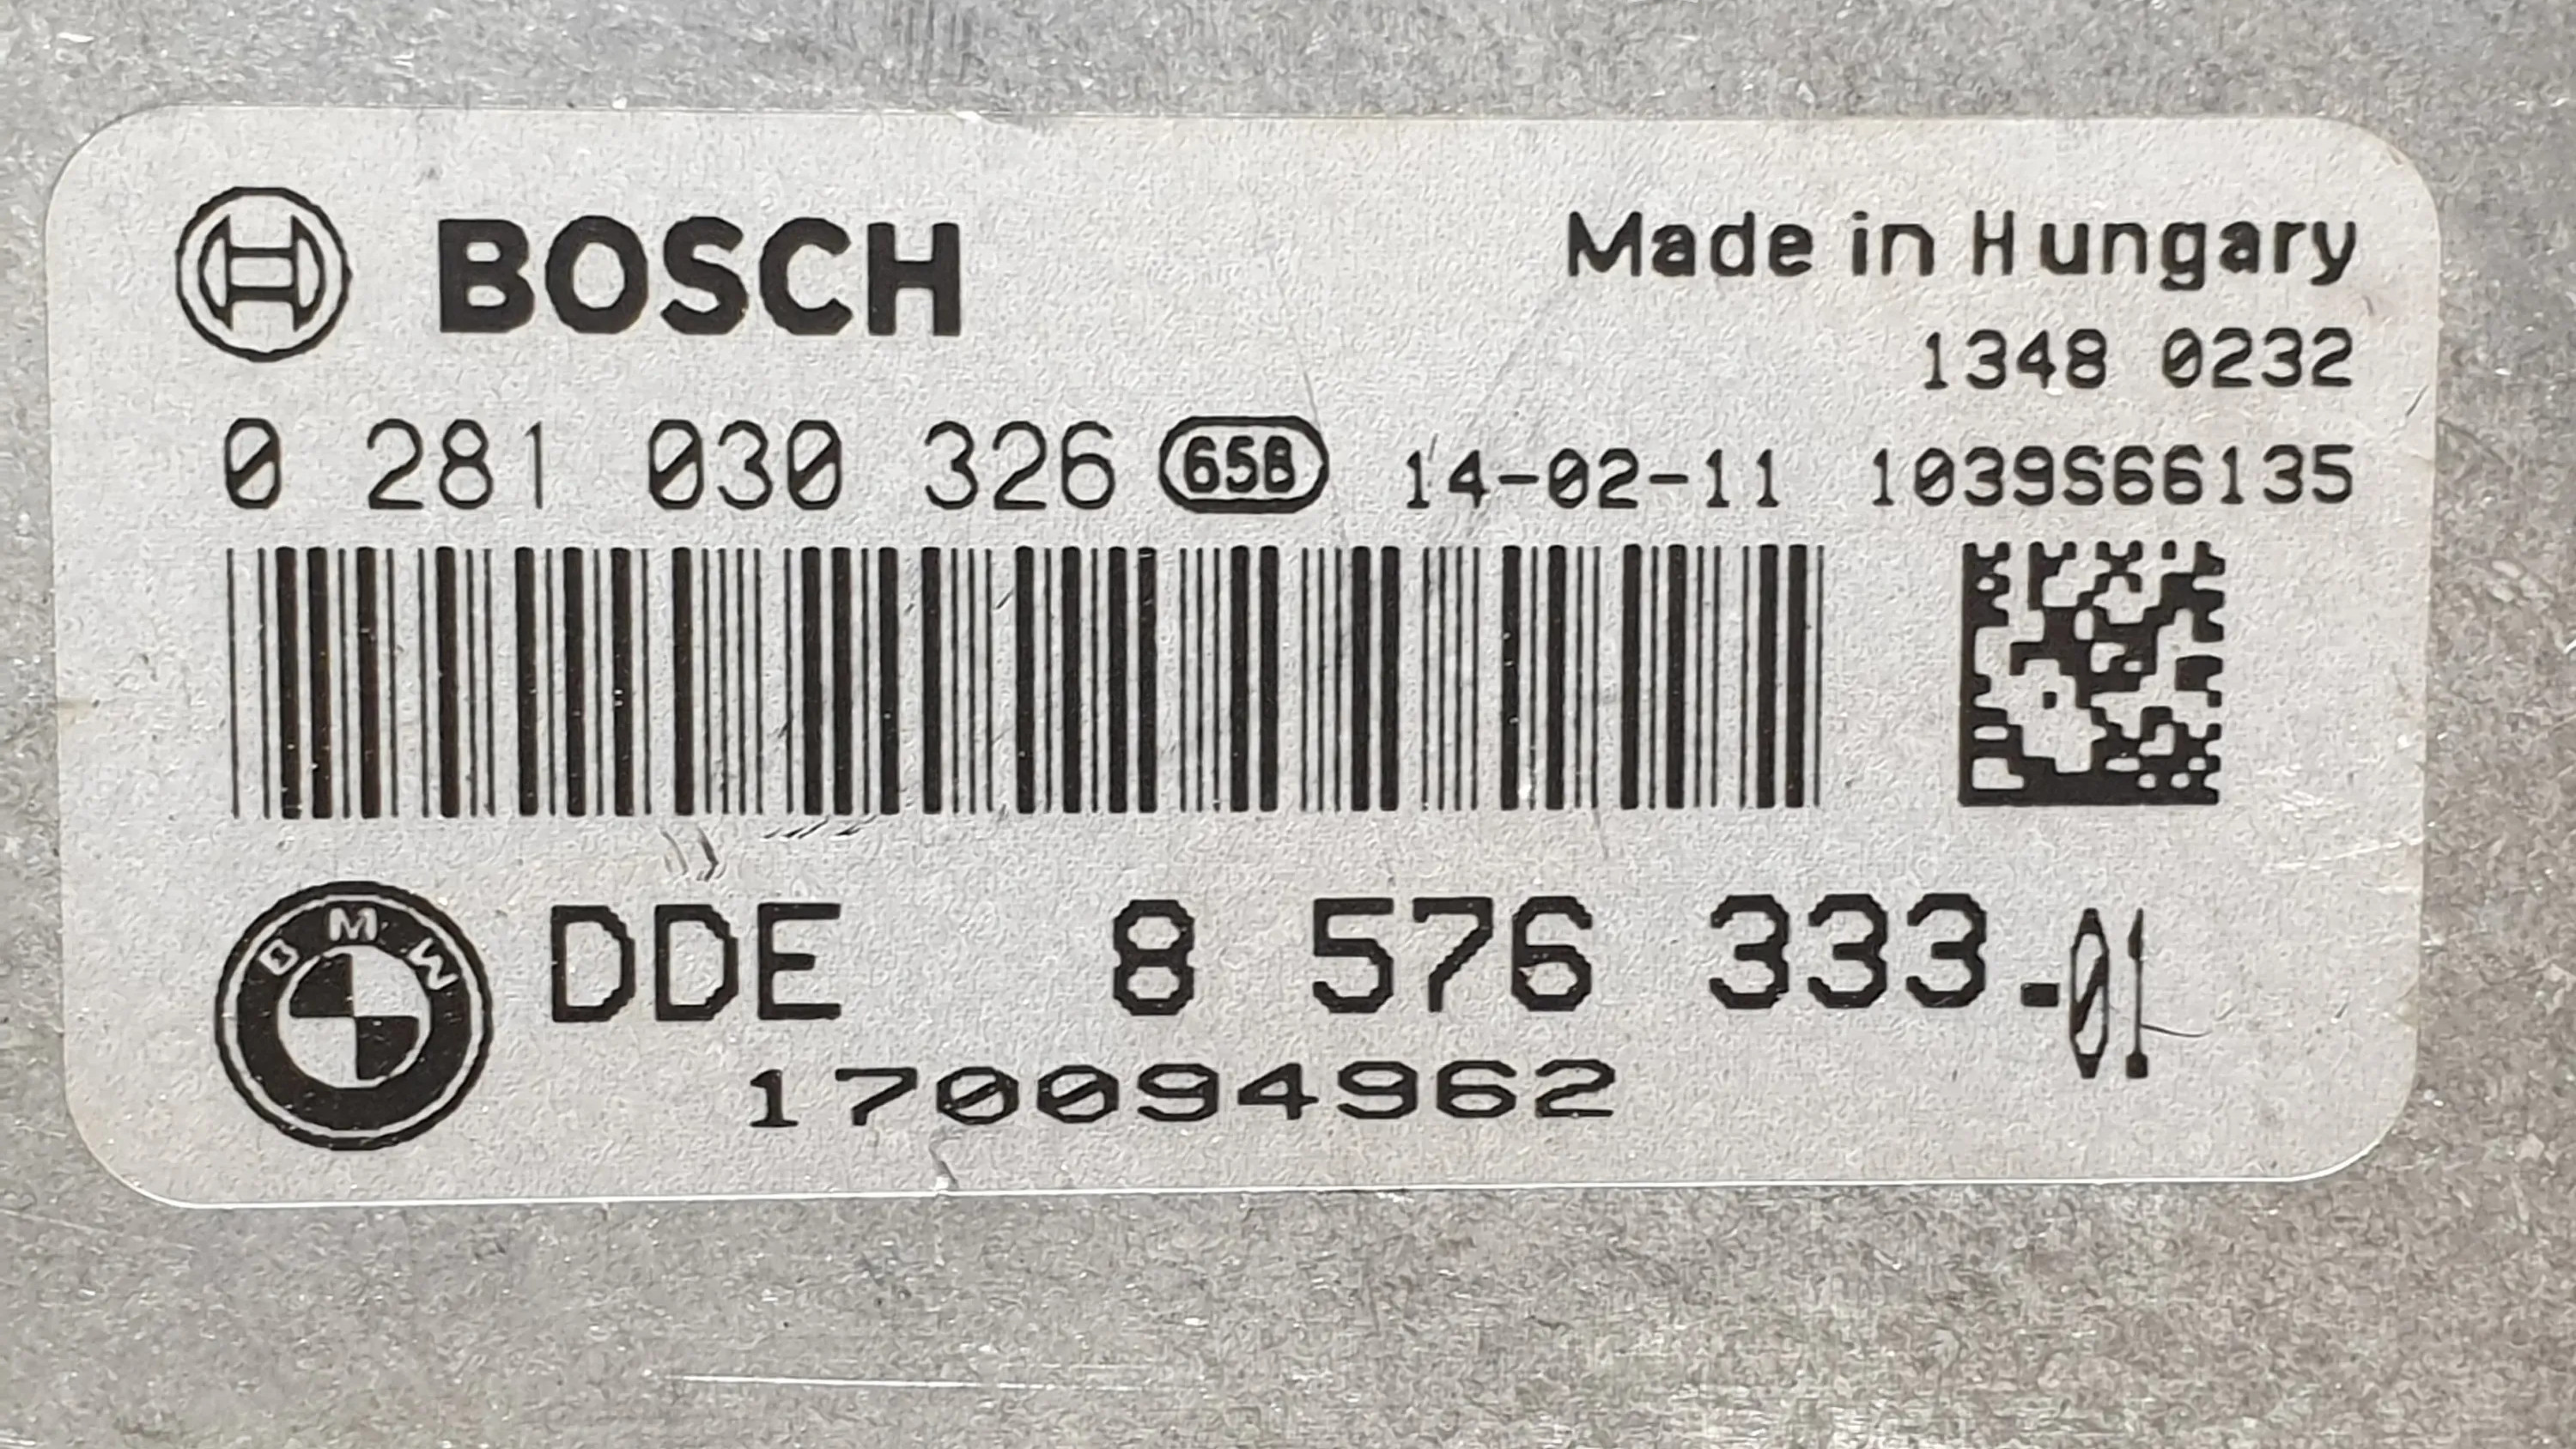 BOSCH
Made in Hungary
1348 0232
0 281 030 326 658 14-02-11 1039S66135
BMW
DDE 8 576 333-01
170094962